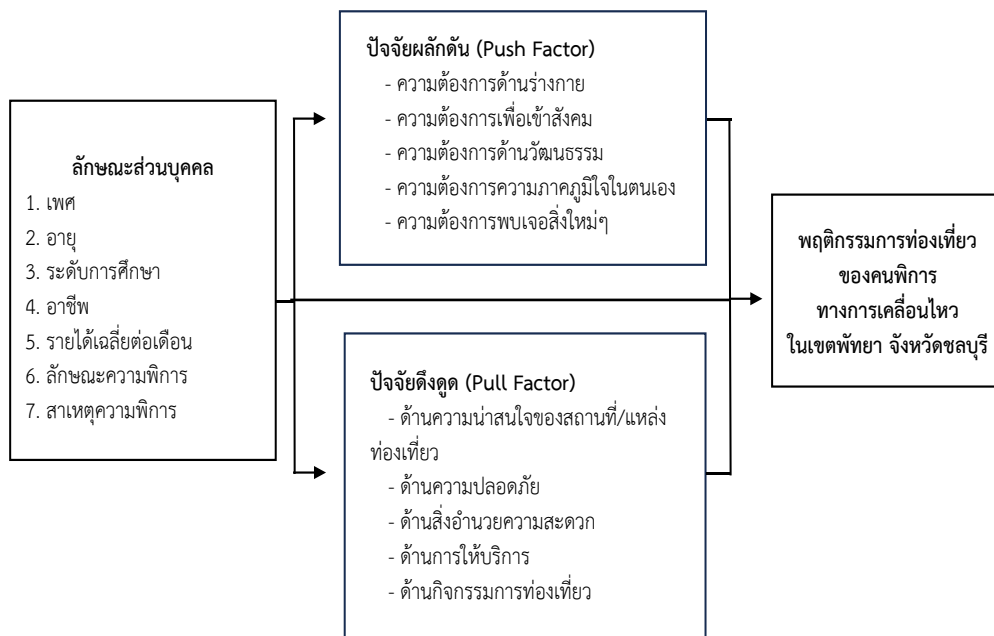 ลักษณะส่วนบุคคล
1. เพศ
2. อายุ
3. ระดับการศึกษา
4. อาชีพ
5. รายได้เฉลี่ยต่อเดือน
6. ลักษณะความพิการ
7. สาเหตุความพิการ
ปัจจัยผลักดัน (Push Factor)
- ความต้องการด้านร่างกาย
- ความต้องการเพื่อเข้าสังคม
- ความต้องการด้านวัฒนธรรม
- ความต้องการความภาคภูมิใจในตนเอง
- ความต้องการพบเจอสิ่งใหม่ๆ
ปัจจัยดึงดูด (Pull Factor)
- ด้านความน่าสนใจของสถานที่/แหล่ง
ท่องเที่ยว
- ด้านความปลอดภัย
- ด้านสิ่งอำนวยความสะดวก
- ด้านการให้บริการ
- ด้านกิจกรรมการท่องเที่ยว
พฤติกรรมการท่องเที่ยว
ของคนพิการ
ทางการเคลื่อนไหว
ในเขตพัทยา จังหวัดชลบุรี